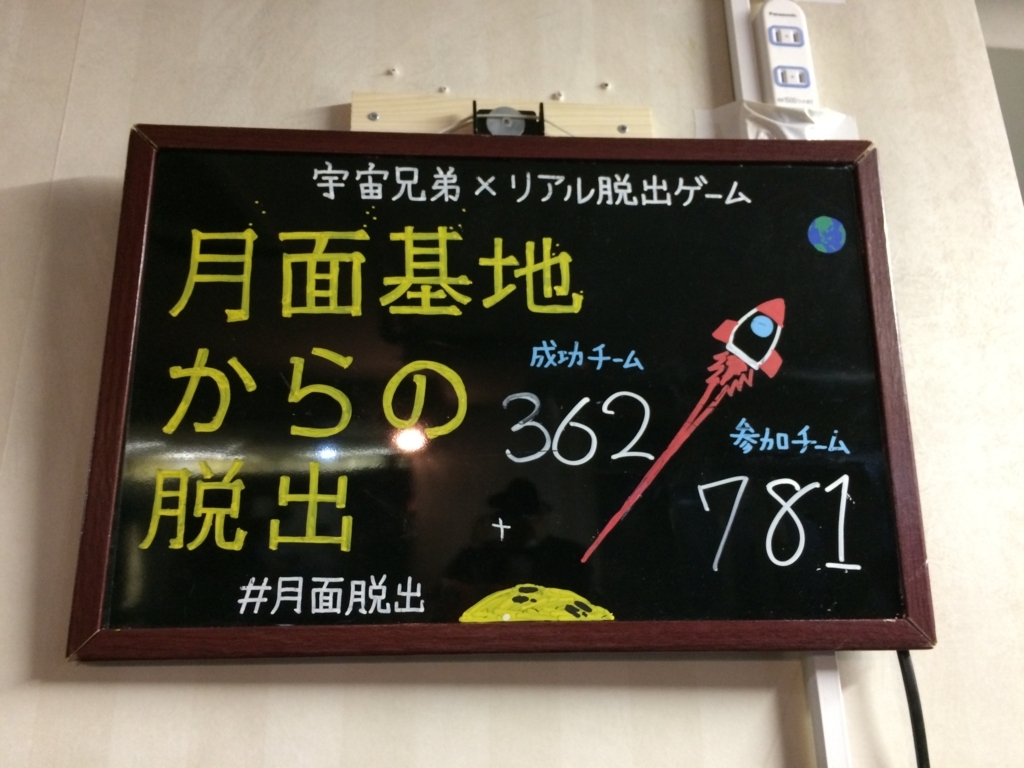 Panasonic
宇宙兄弟×リアル脱出ゲーム
月面基地
からの
脱出
成功チーム
362
参加チーム
781
#月面脱出